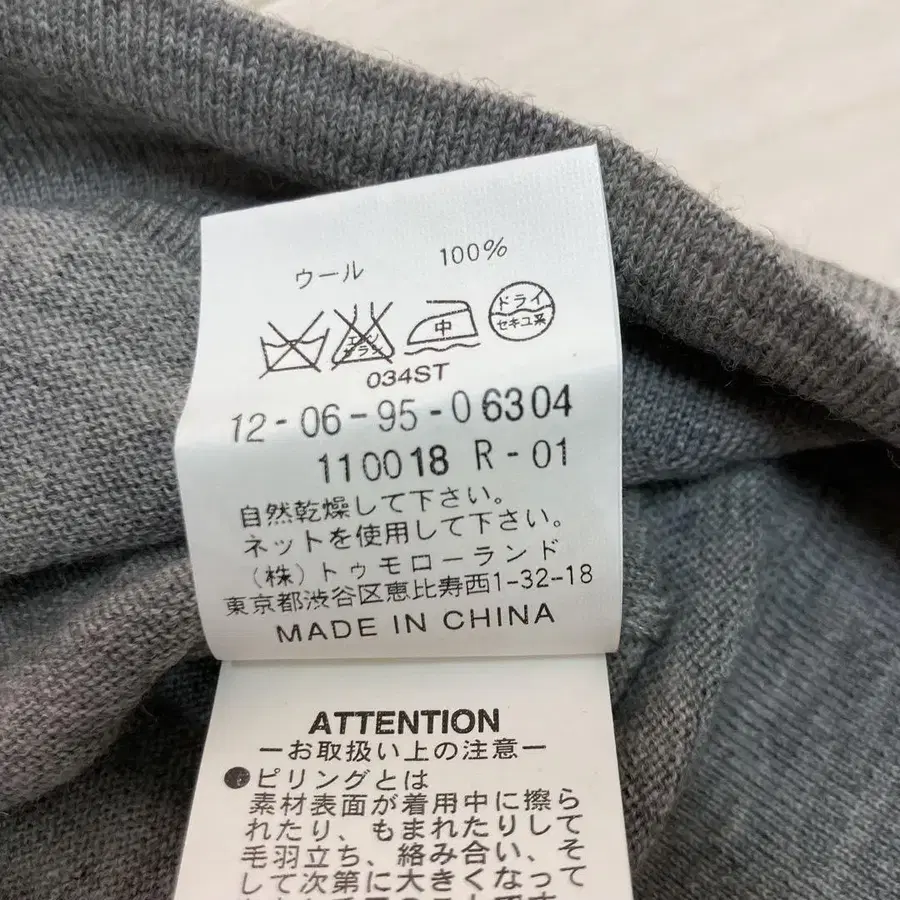 ウール 100%
中
ドライ
セキユ系
034ST
12-06-95-06304
110018 R-01
自然乾燥して下さい。
ネットを使用して下さい。
(株)トゥモローランド
東京都渋谷区恵比寿西1-32-18
MADE IN CHINA
ATTENTION
ーお取扱い上の注意ー
●ピリングとは
素材表面が着用中に擦ら
れたり、もまれたりして
毛羽立ち、絡み合い、そ
して次第に大きくなって